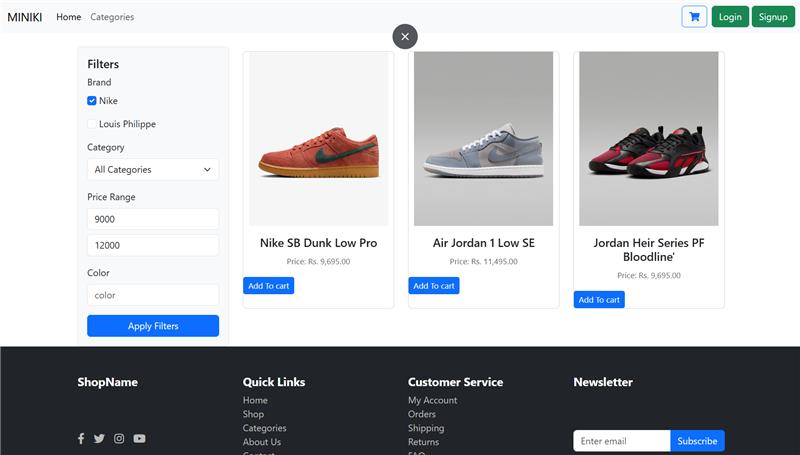 MINIKI Home Categories Login Signup
Filters
Brand
Nike
Louis Philippe
Category
All Categories
Price Range
9000
12000
Color
color
Apply Filters
Nike SB Dunk Low Pro
Price: Rs. 9,695.00
Add To cart
Air Jordan 1 Low SE
Price: Rs. 11,495.00
Add To cart
Jordan Heir Series PF
Bloodline'
Price: Rs. 9,695.00
Add To cart
ShopName
Quick Links
Home
Shop
Categories
About Us
Contact
Customer Service
My Account
Orders
Shipping
Returns
FAQ
Newsletter
Enter email Subscribe